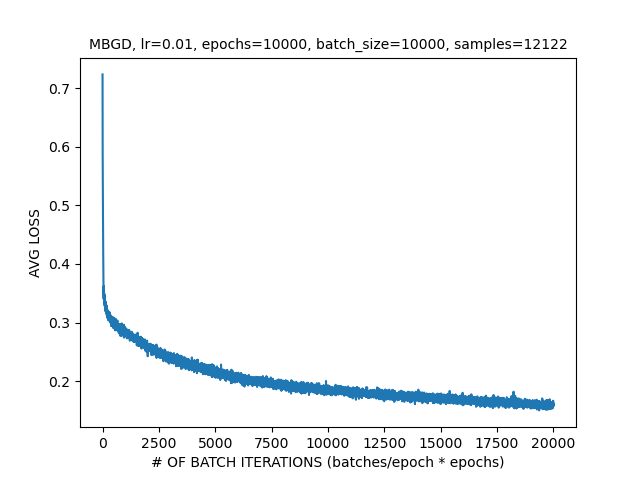 MBGD, lr=0.01, epochs=10000, batch_size=10000, samples=12122
AVG LOSS
0.7
0.6
0.5
0.4
0.3
0.2
0 2500 5000 7500 10000 12500 15000 17500 20000
# OF BATCH ITERATIONS (batches/epoch * epochs)